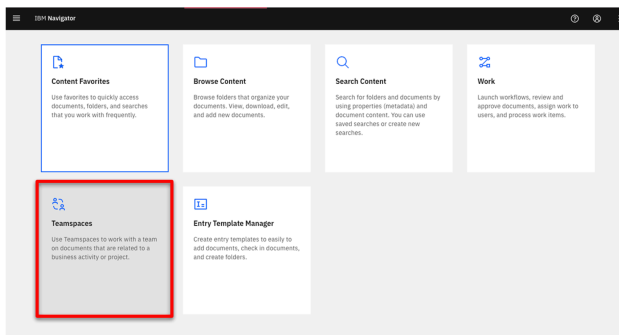 IBM Navigator
Content Favorites
Use favorites to quickly access
documents, folders, and searches
that you work with frequently.
Browse Content
Browse folders that organize your
documents. View, download, edit,
and add new documents.
Search Content
Search for folders and documents by
using properties (metadata) and
document content. You can use
saved searches or create new
searches.
Work
Launch workflows, review and
approve documents, assign work to
users, and process work items.
Teamspaces
Use Teamspaces to work with a team
on documents that are related to a
business activity or project.
Entry Template Manager
Create entry templates to easily to
add documents, check in documents,
and create folders.